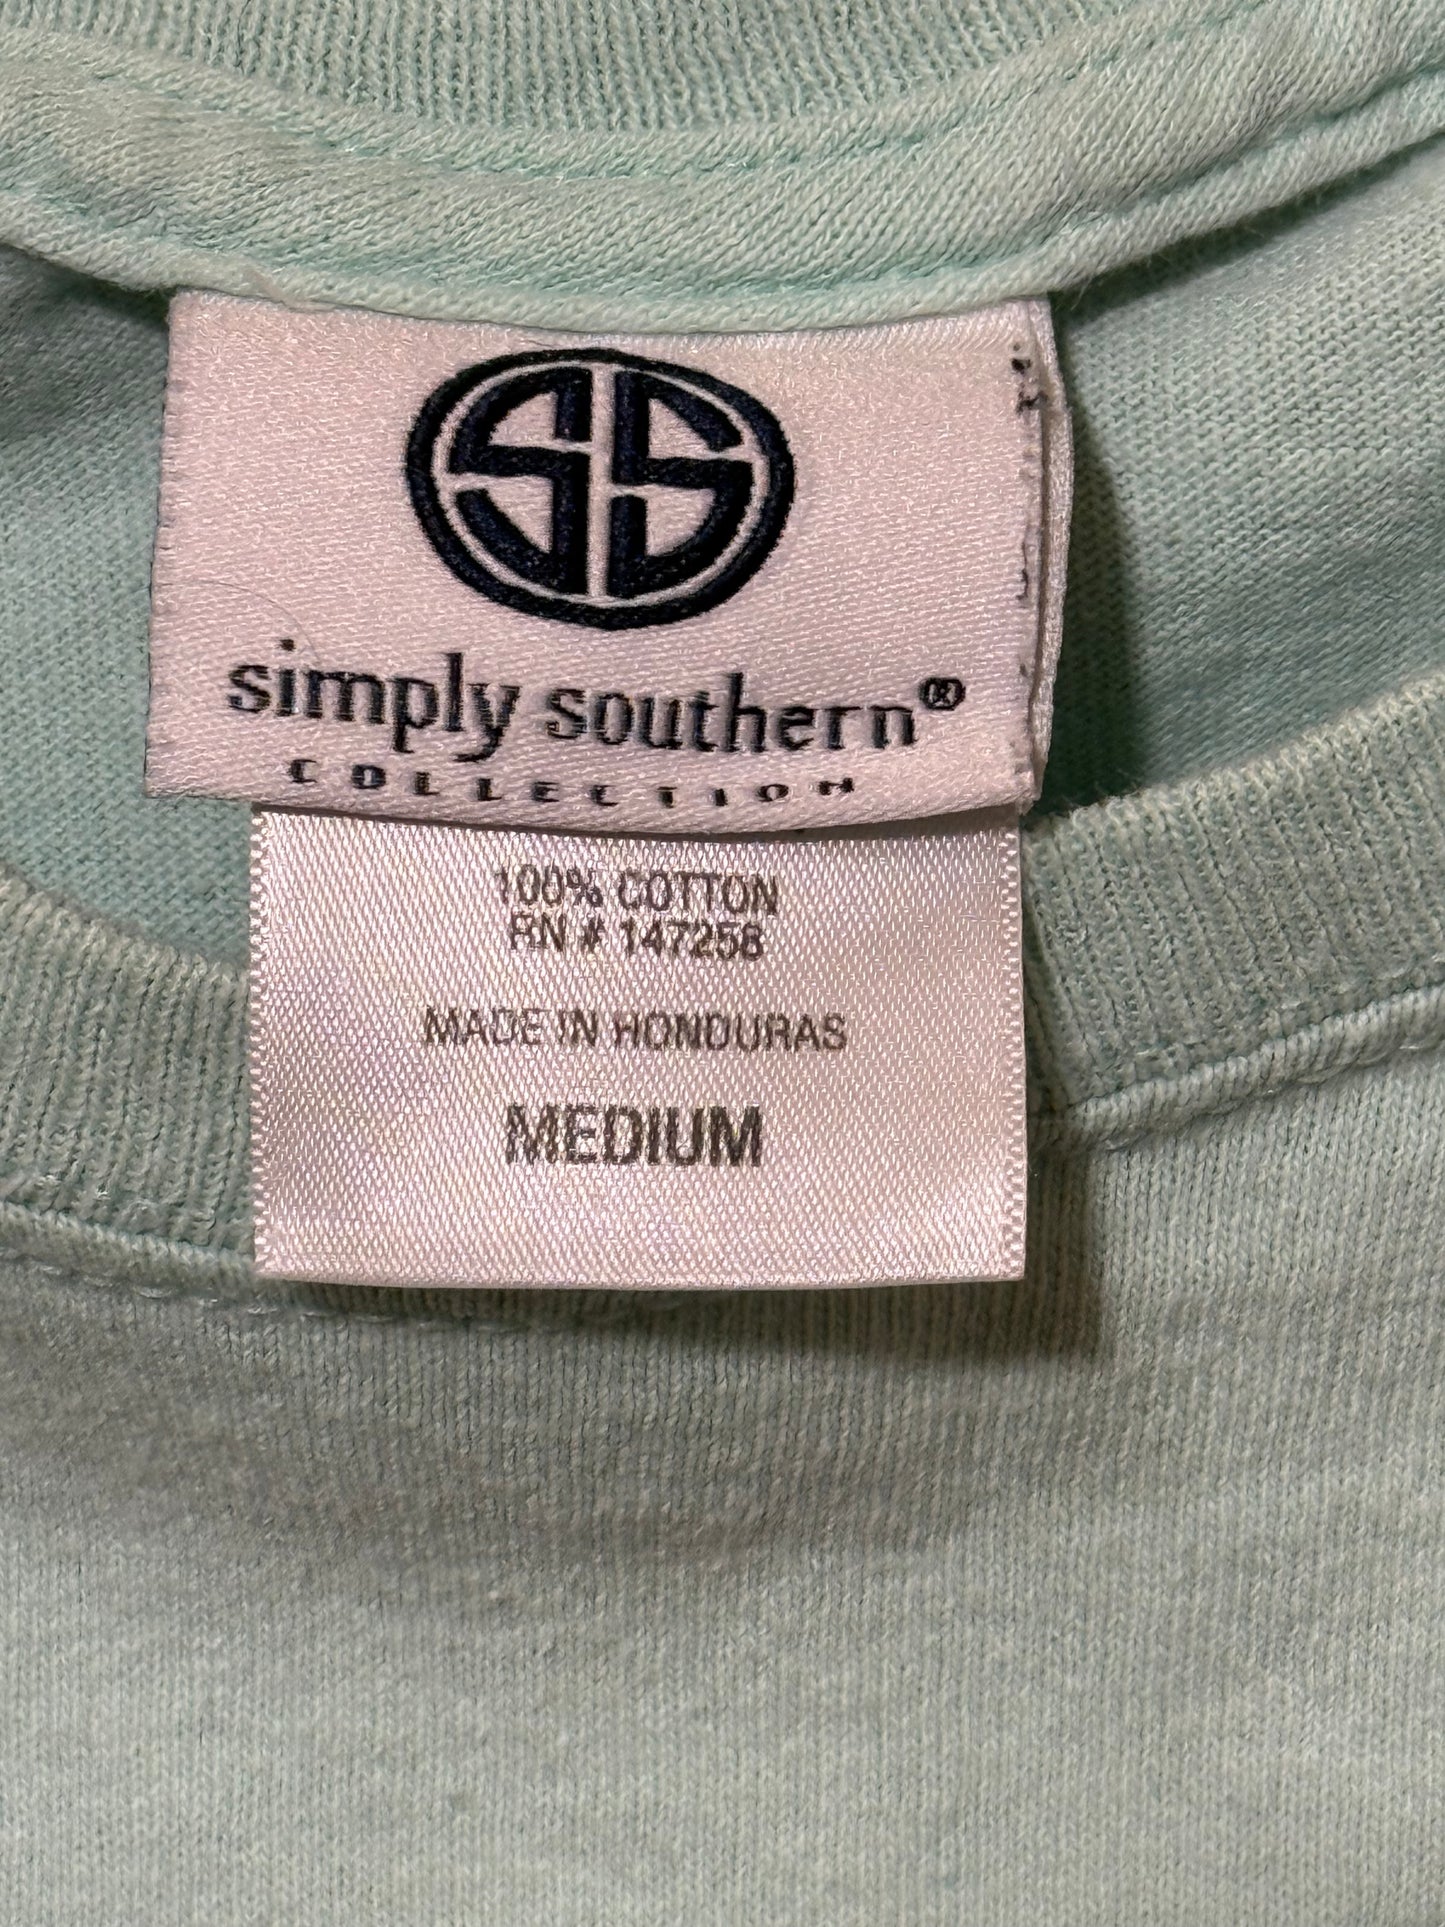 SS
simply southern®
COLLECTION
100% COTTON
RN # 147258
MADE IN HONDURAS
MEDIUM